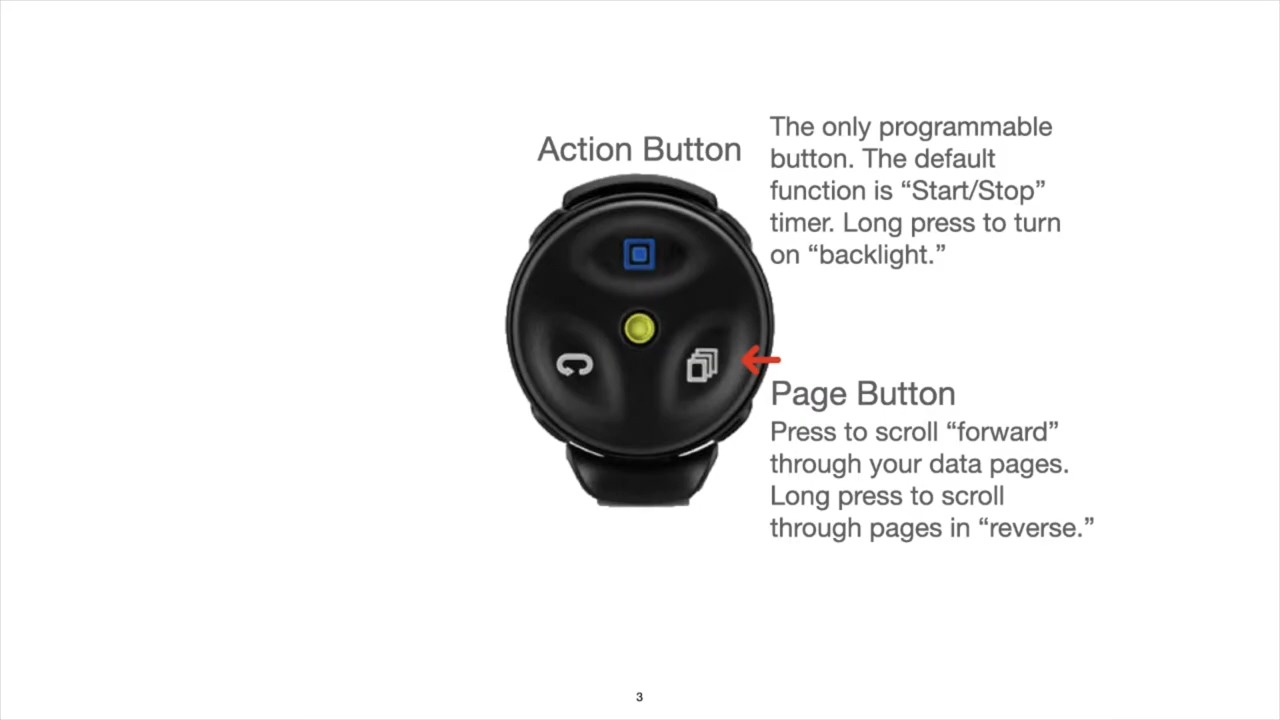 Action Button
The only programmable
button. The default
function is “Start/Stop”
timer. Long press to turn
on “backlight.”
Page Button
Press to scroll “forward”
through your data pages.
Long press to scroll
through pages in “reverse.”
3